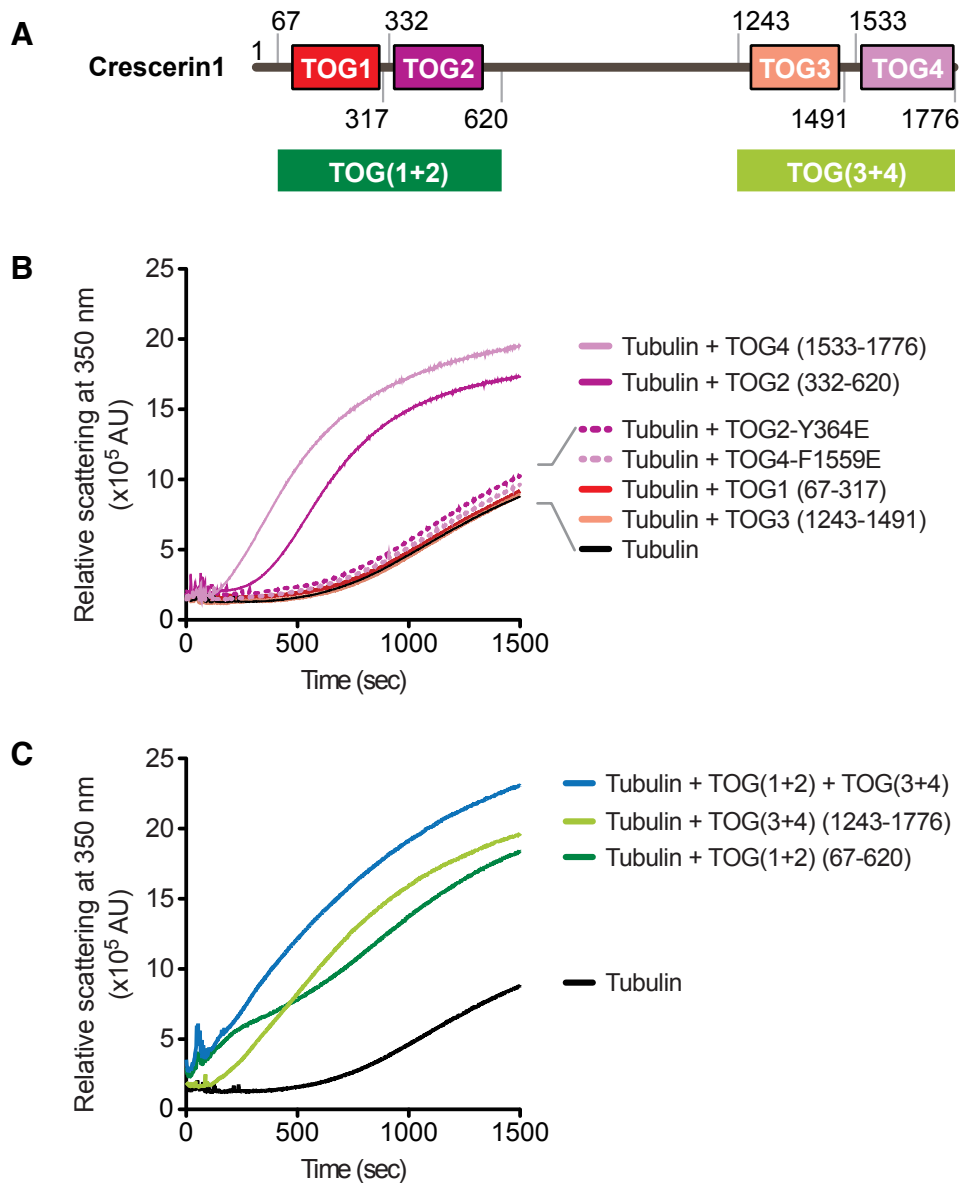 A
67 332 1243 1533
1
Crescerin1 TOG1 TOG2 TOG3 TOG4
317 620 1491 1776
TOG(1+2) TOG(3+4)
B
Relative scattering at 350 nm
(x10⁵ AU)
25
20
15
10
5
0
0 500 1000 1500
Time (sec)
Tubulin + TOG4 (1533-1776)
Tubulin + TOG2 (332-620)
Tubulin + TOG2-Y364E
Tubulin + TOG4-F1559E
Tubulin + TOG1 (67-317)
Tubulin + TOG3 (1243-1491)
Tubulin
C
Relative scattering at 350 nm
(x10⁵ AU)
25
20
15
10
5
0
0 500 1000 1500
Time (sec)
Tubulin + TOG(1+2) + TOG(3+4)
Tubulin + TOG(3+4) (1243-1776)
Tubulin + TOG(1+2) (67-620)
Tubulin